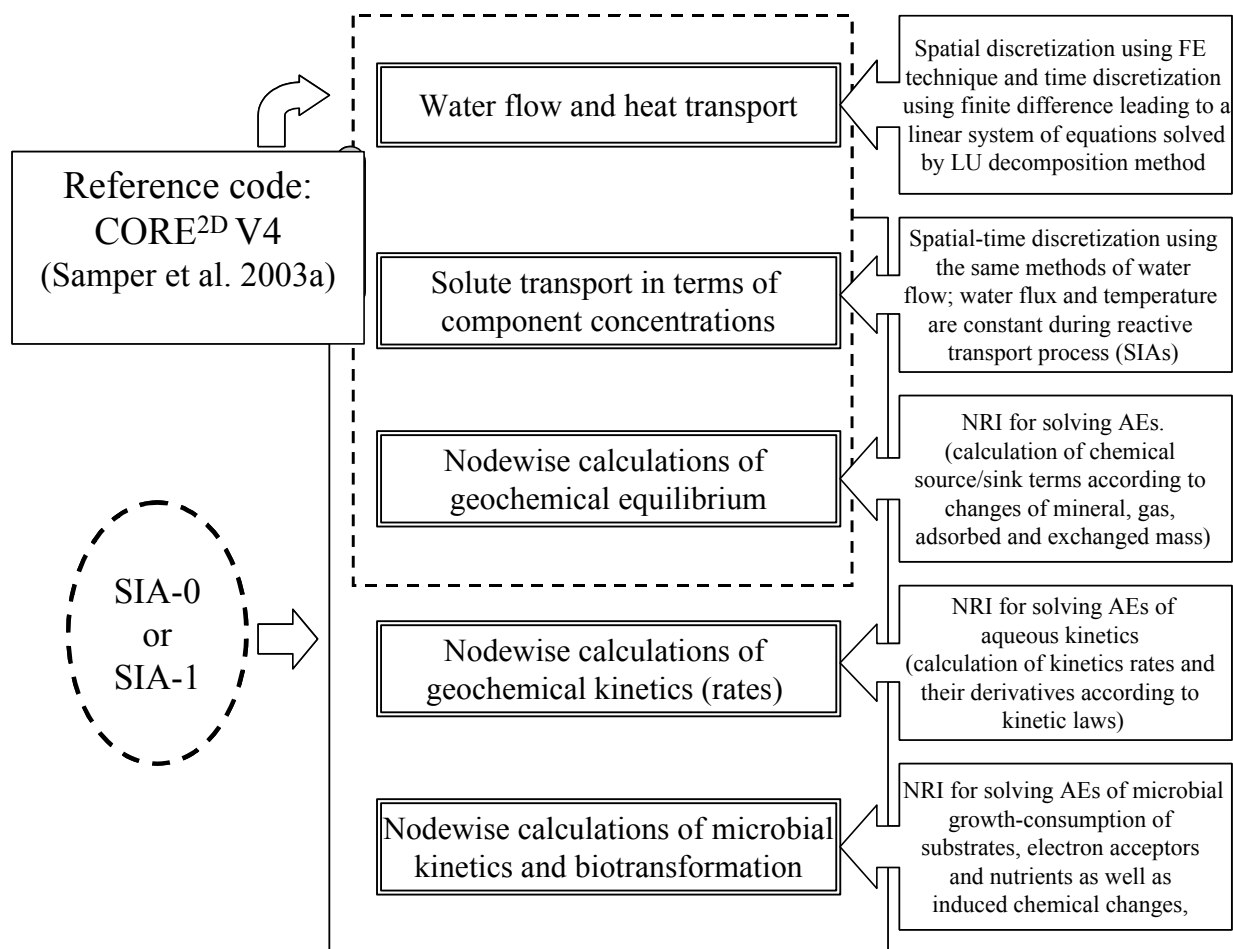 Reference code:
CORE2D V4
(Samper et al. 2003a)
SIA-0
or
SIA-1
Water flow and heat transport
Spatial discretization using FE
technique and time discretization
using finite difference leading to a
linear system of equations solved
by LU decomposition method
Solute transport in terms of
component concentrations
Spatial-time discretization using
the same methods of water
flow; water flux and temperature
are constant during reactive
transport process (SIAs)
Nodewise calculations of
geochemical equilibrium
NRI for solving AEs.
(calculation of chemical
source/sink terms according to
changes of mineral, gas,
adsorbed and exchanged mass)
Nodewise calculations of
geochemical kinetics (rates)
NRI for solving AEs of
aqueous kinetics
(calculation of kinetics rates and
their derivatives according to
kinetic laws)
Nodewise calculations of microbial
kinetics and biotransformation
NRI for solving AEs of microbial
growth-consumption of
substrates, electron acceptors
and nutrients as well as
induced chemical changes,